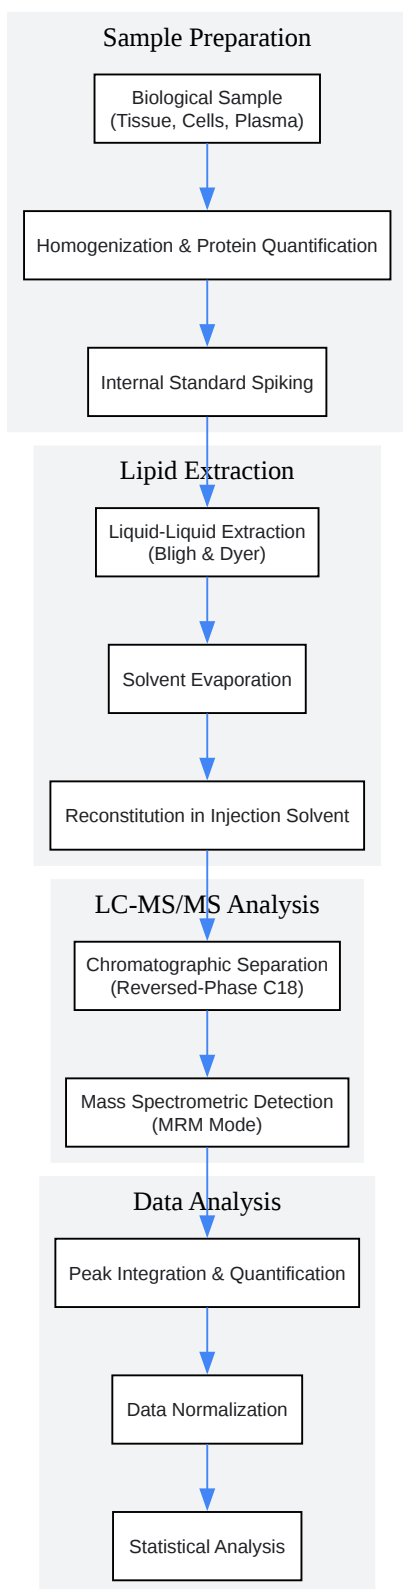 Sample Preparation
Biological Sample
(Tissue, Cells, Plasma)
Homogenization & Protein Quantification
Internal Standard Spiking
Lipid Extraction
Liquid-Liquid Extraction
(Bligh & Dyer)
Solvent Evaporation
Reconstitution in Injection Solvent
LC-MS/MS Analysis
Chromatographic Separation
(Reversed-Phase C18)
Mass Spectrometric Detection
(MRM Mode)
Data Analysis
Peak Integration & Quantification
Data Normalization
Statistical Analysis